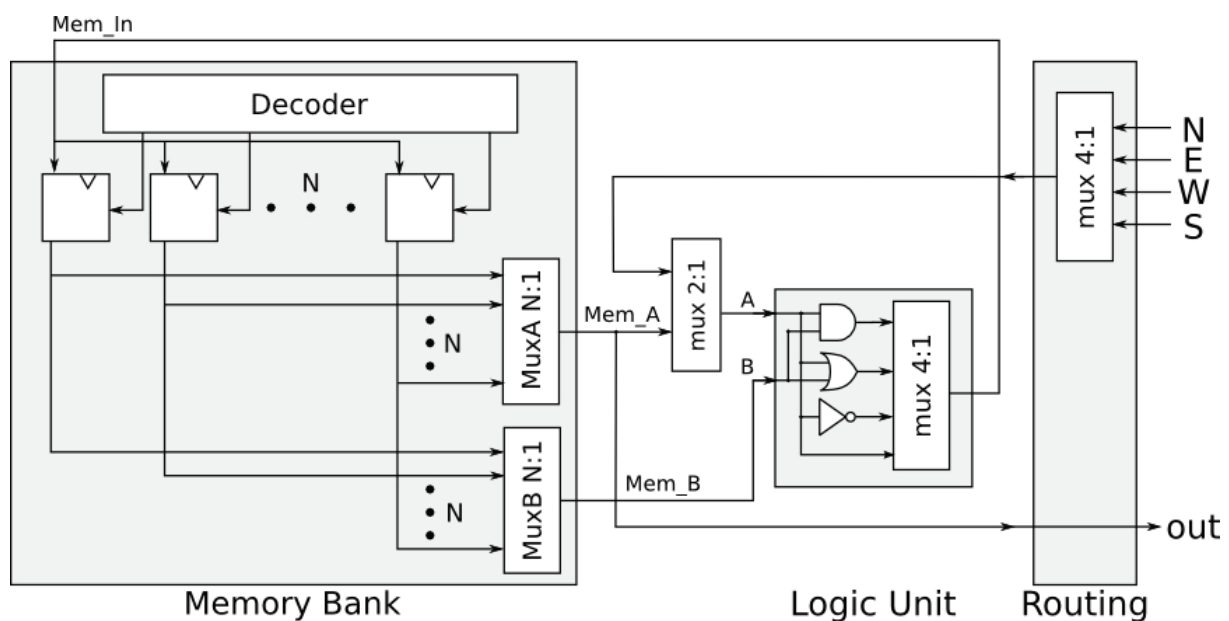 Mem_In
Decoder
N
MuxA N:1
N
Mem_A
MuxB N:1
N
Mem_B
mux 2:1
A
B
mux 4:1
mux 4:1
N
E
W
S
out
Memory Bank
Logic Unit
Routing